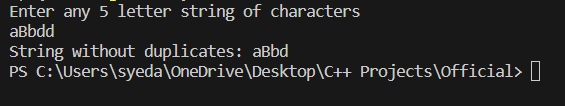 Enter any 5 letter string of characters
aBbdd
String without duplicates: aBbd
PS C:\Users\syeda\OneDrive\Desktop\C++ Projects\Official>